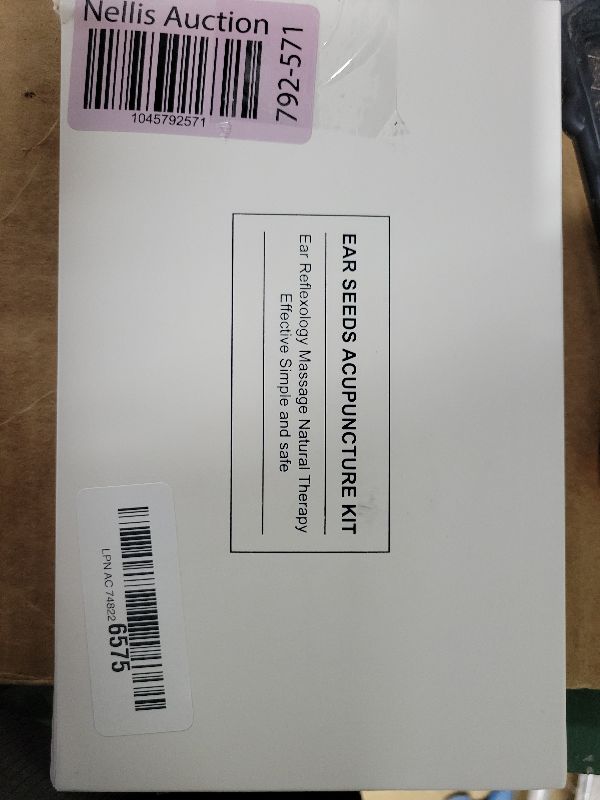 Nellis Auction
792-571
1045792571
EAR SEEDS ACUPUNCTURE KIT
Ear Reflexology Massage Natural Therapy
Effective Simple and safe
LPN AC 74822 6575